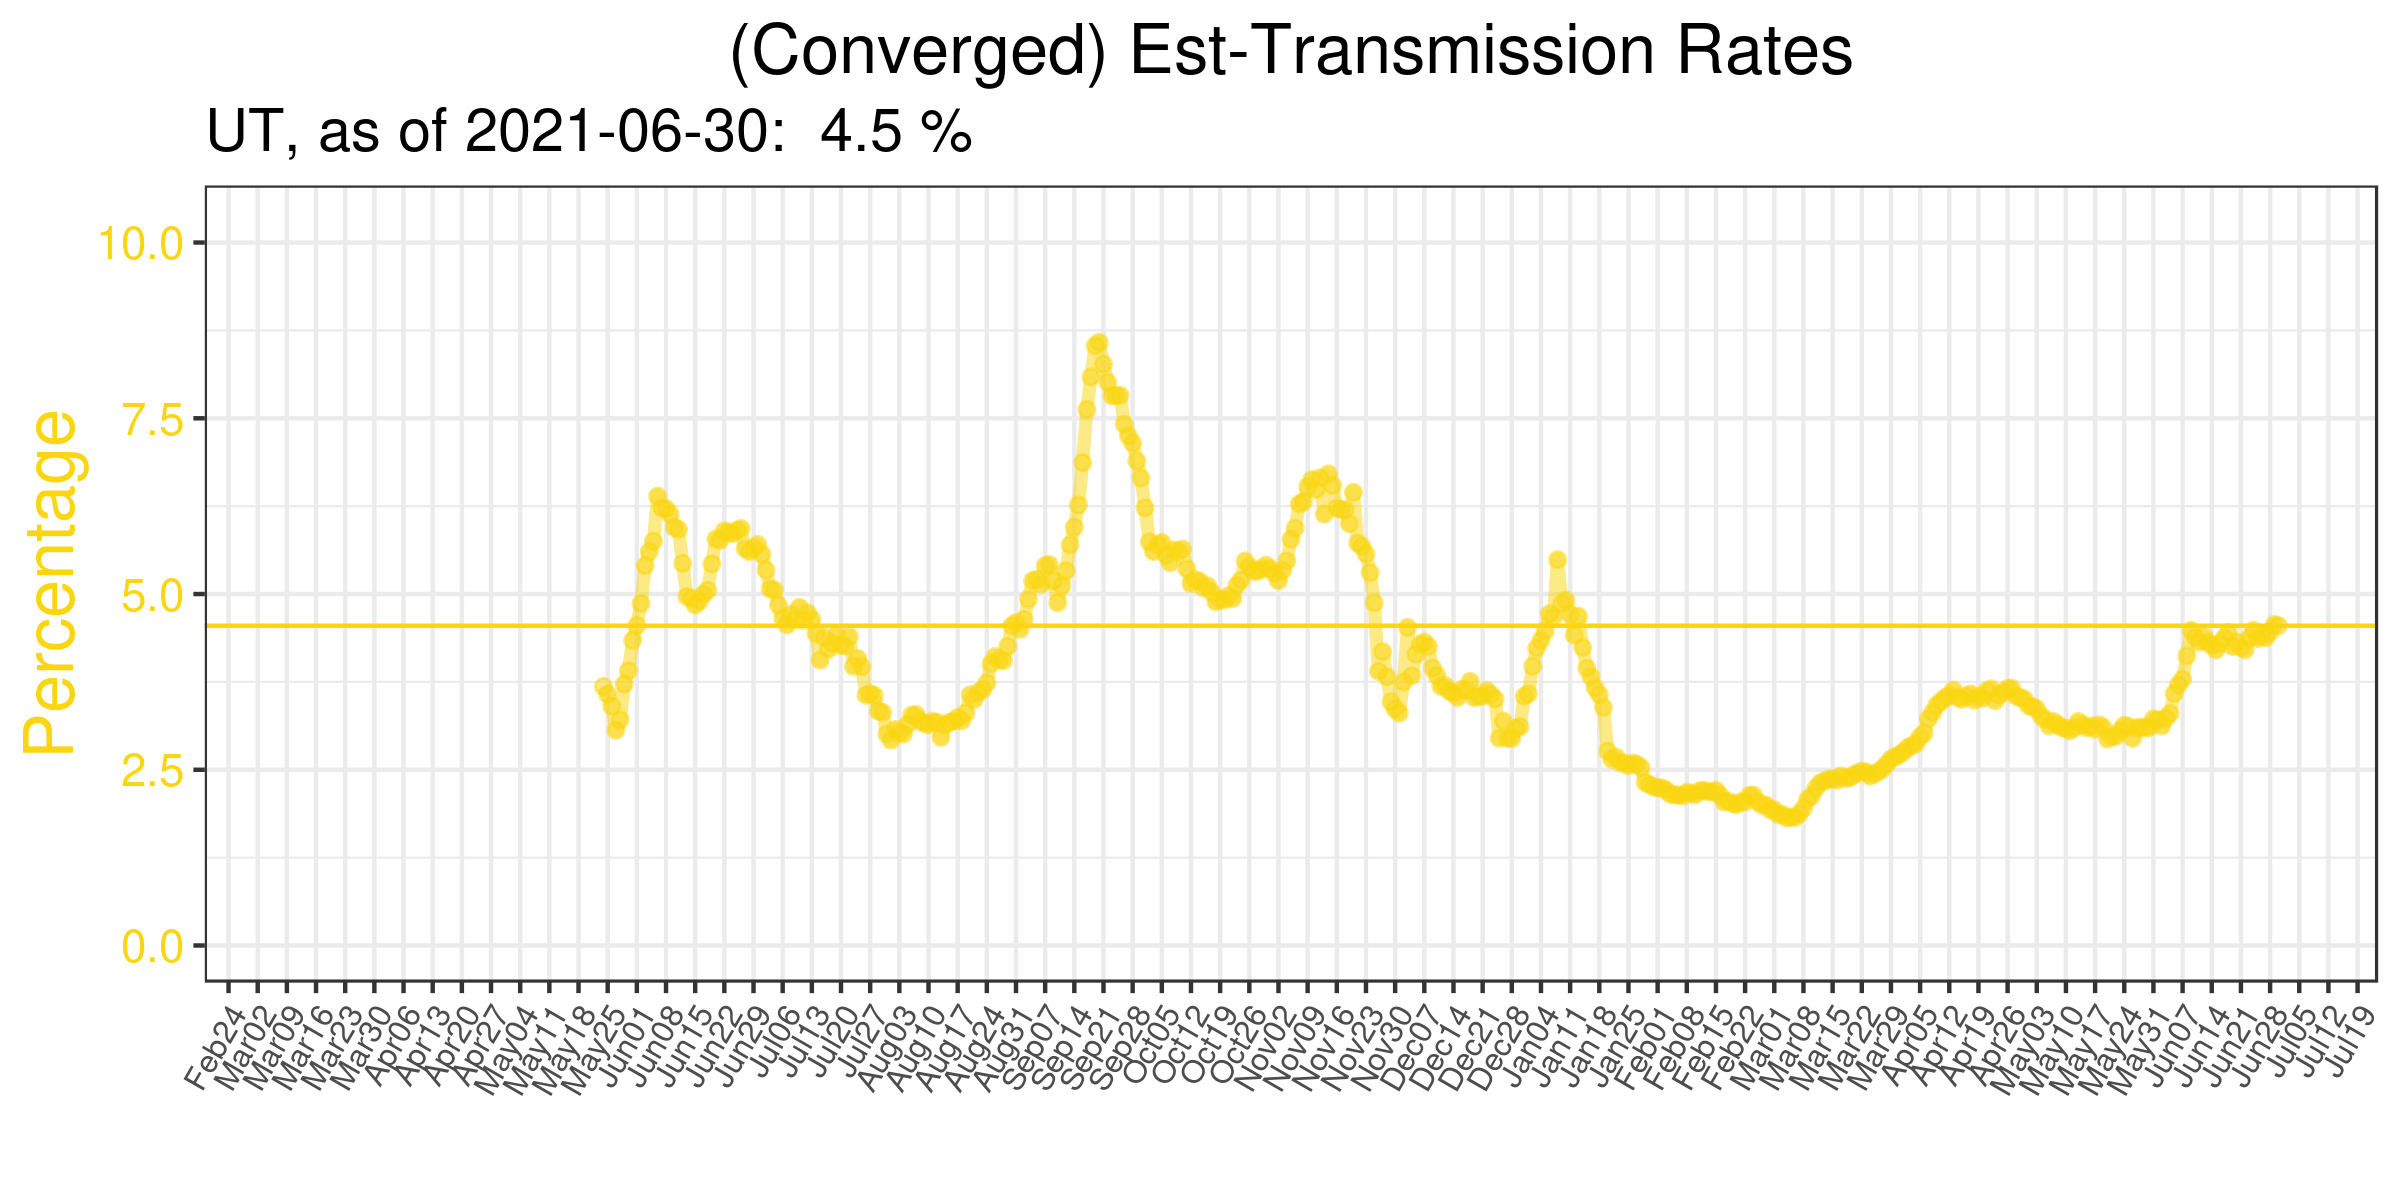 (Converged) Est-Transmission Rates
UT, as of 2021-06-30:  4.5 %
Percentage
10.0
7.5
5.0
2.5
0.0
Feb24
Mar02
Mar09
Mar16
Mar23
Mar30
Apr06
Apr13
Apr20
Apr27
May04
May11
May18
May25
Jun01
Jun08
Jun15
Jun22
Jun29
Jul06
Jul13
Jul20
Jul27
Aug03
Aug10
Aug17
Aug24
Aug31
Sep07
Sep14
Sep21
Sep28
Oct05
Oct12
Oct19
Oct26
Nov02
Nov09
Nov16
Nov23
Nov30
Dec07
Dec14
Dec21
Dec28
Jan04
Jan11
Jan18
Jan25
Feb01
Feb08
Feb15
Feb22
Mar01
Mar08
Mar15
Mar22
Mar29
Apr05
Apr12
Apr19
Apr26
May03
May10
May17
May24
May31
Jun07
Jun14
Jun21
Jun28
Jul05
Jul12
Jul19